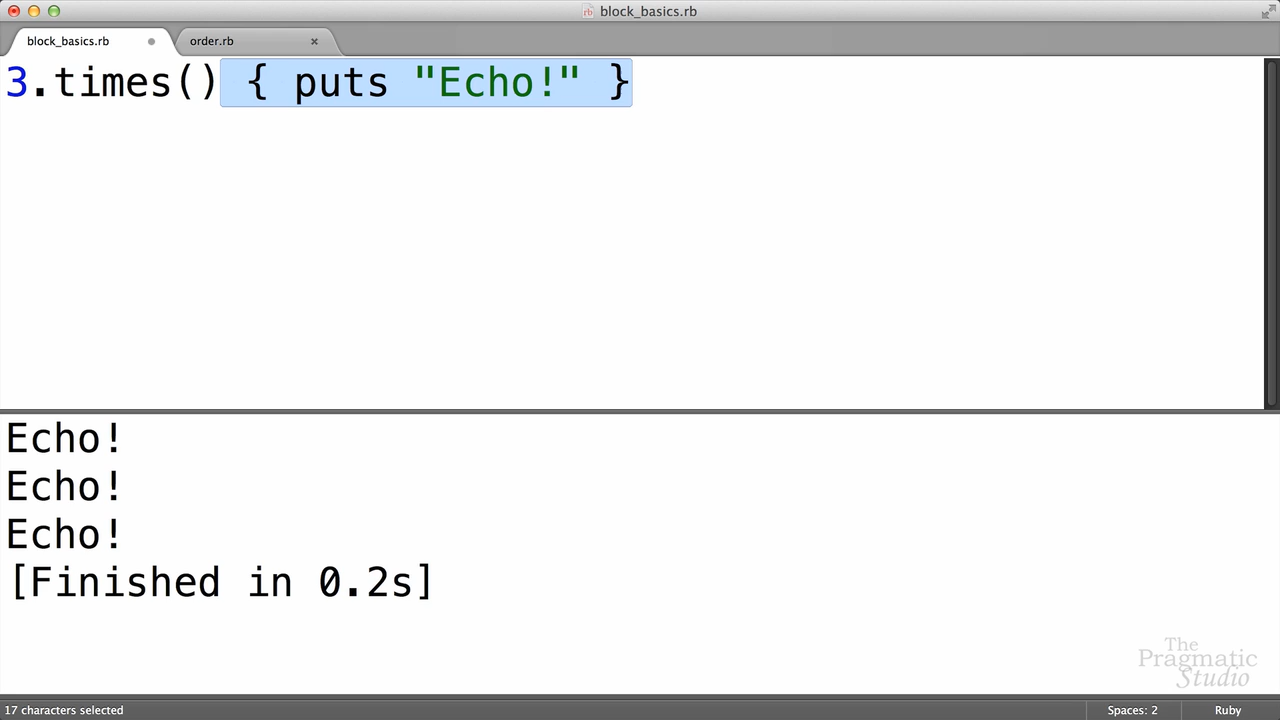 block_basics.rb
block_basics.rb
order.rb
3.times() { puts "Echo!" }
Echo!
Echo!
Echo!
[Finished in 0.2s]
The
Pragmatic
Studio
17 characters selected
Spaces: 2
Ruby